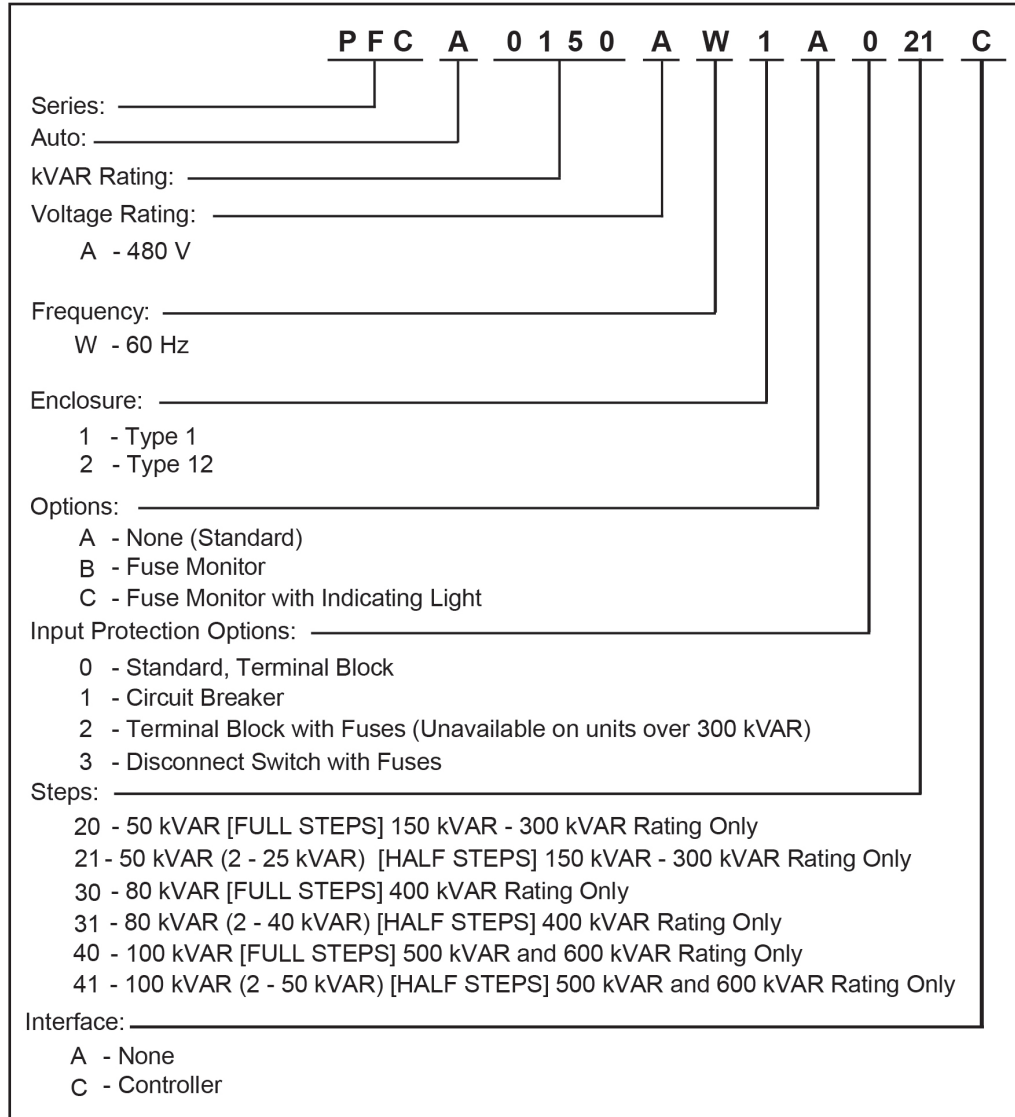 P F C A 0 1 5 0 A W 1 A 0 21 C
Series:
Auto:
kVAR Rating:
Voltage Rating:
A - 480 V
Frequency:
W - 60 Hz
Enclosure:
1 - Type 1
2 - Type 12
Options:
A - None (Standard)
B - Fuse Monitor
C - Fuse Monitor with Indicating Light
Input Protection Options:
0 - Standard, Terminal Block
1 - Circuit Breaker
2 - Terminal Block with Fuses (Unavailable on units over 300 kVAR)
3 - Disconnect Switch with Fuses
Steps:
20 - 50 kVAR [FULL STEPS] 150 kVAR - 300 kVAR Rating Only
21 - 50 kVAR (2 - 25 kVAR) [HALF STEPS] 150 kVAR - 300 kVAR Rating Only
30 - 80 kVAR [FULL STEPS] 400 kVAR Rating Only
31 - 80 kVAR (2 - 40 kVAR) [HALF STEPS] 400 kVAR Rating Only
40 - 100 kVAR [FULL STEPS] 500 kVAR and 600 kVAR Rating Only
41 - 100 kVAR (2 - 50 kVAR) [HALF STEPS] 500 kVAR and 600 kVAR Rating Only
Interface:
A - None
C - Controller